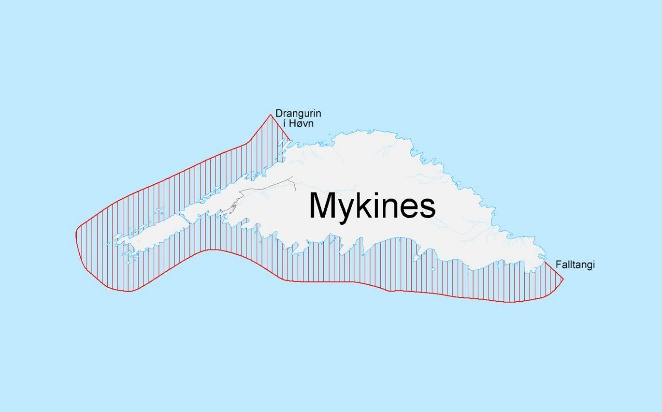 Drangurin
í Høvn
Mykines
Falltangi